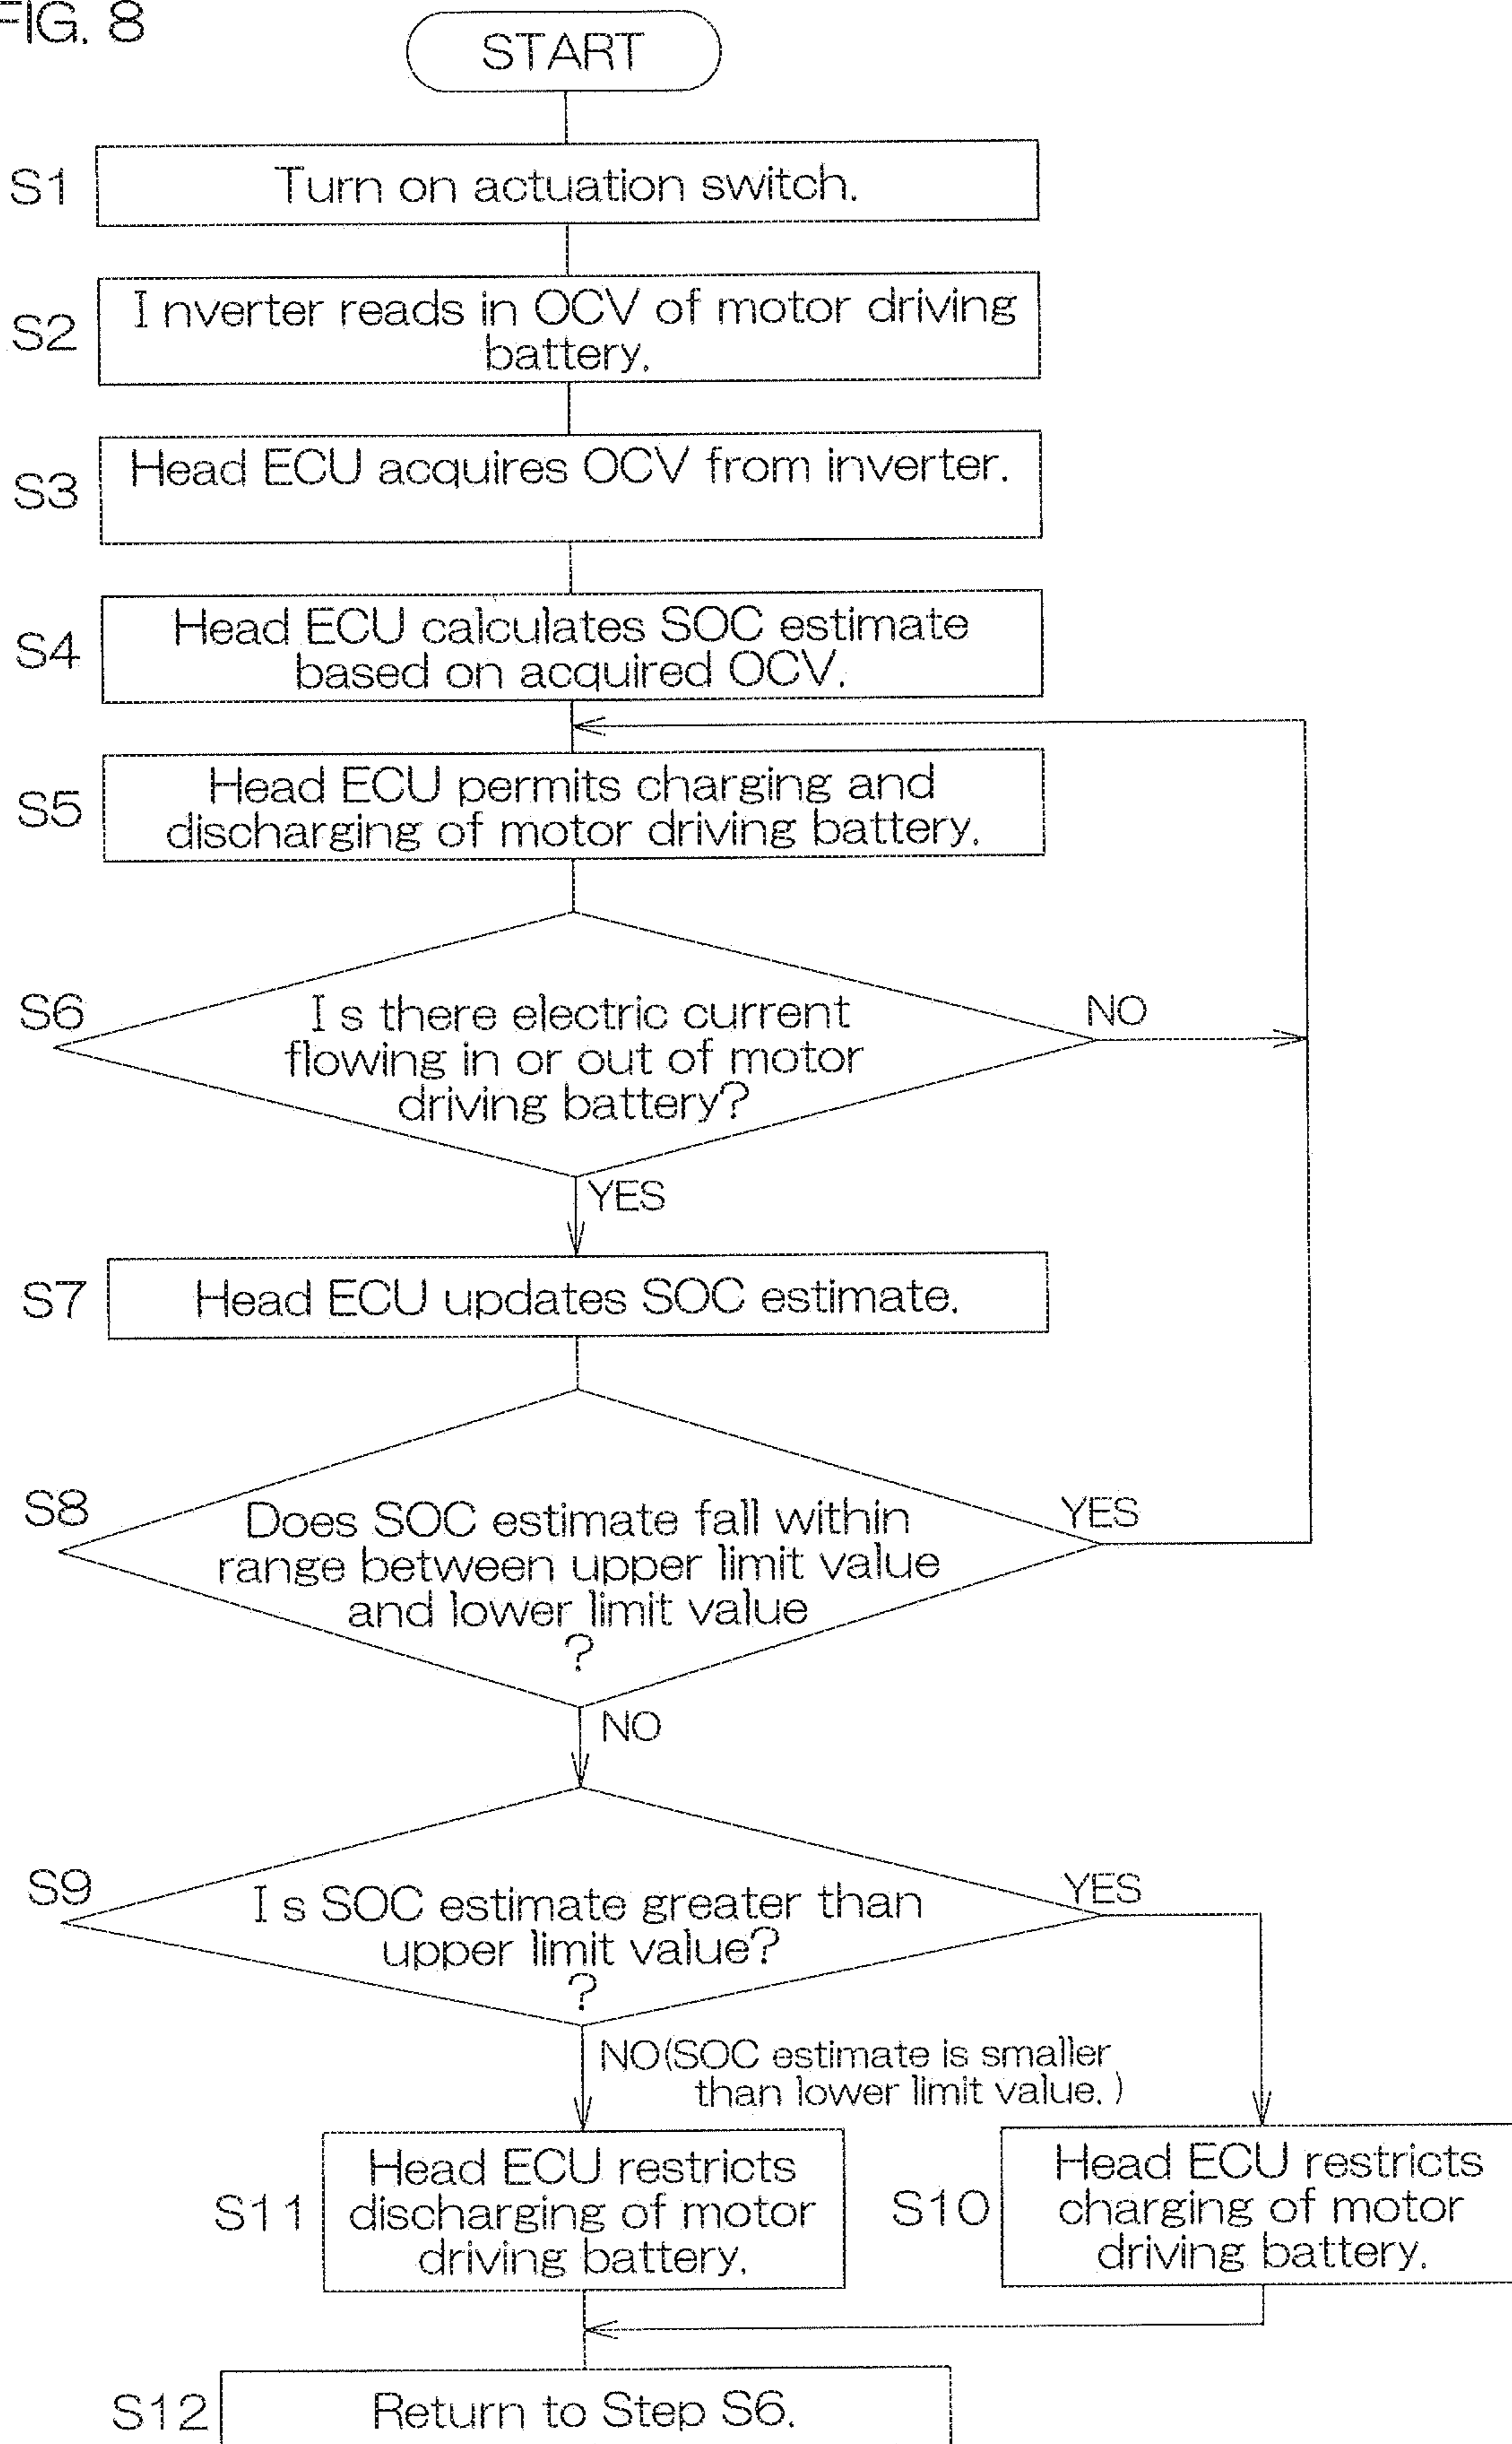 FIG. 8
START
S1
Turn on actuation switch.
S2
Inverter reads in OCV of motor driving
battery.
S3
Head ECU acquires OCV from inverter.
S4
Head ECU calculates SOC estimate
based on acquired OCV.
S5
Head ECU permits charging and
discharging of motor driving battery.
S6
Is there electric current
flowing in or out of motor
driving battery?
NO
YES
S7
Head ECU updates SOC estimate.
S8
Does SOC estimate fall within
range between upper limit value
and lower limit value
?
YES
NO
S9
Is SOC estimate greater than
upper limit value?
?
YES
NO(SOC estimate is smaller
than lower limit value.)
S11
Head ECU restricts
discharging of motor
driving battery.
S10
Head ECU restricts
charging of motor
driving battery.
S12
Return to Step S6.